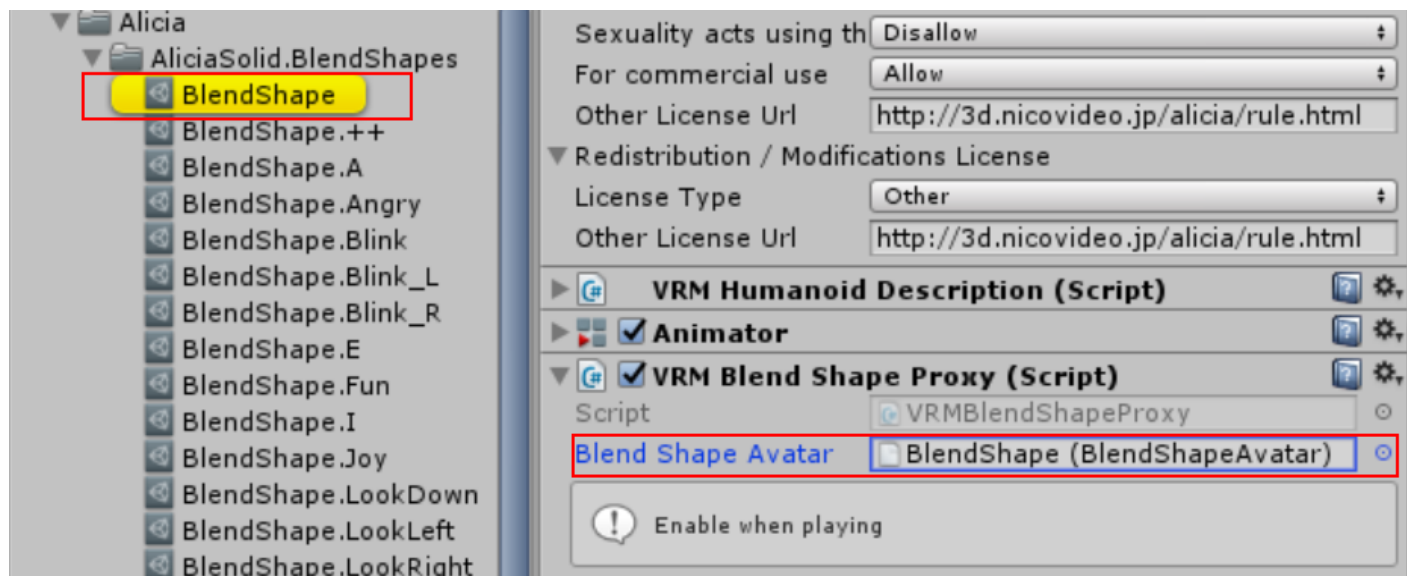 Alicia
AliciaSolid.BlendShapes
BlendShape
BlendShape.++
BlendShape.A
BlendShape.Angry
BlendShape.Blink
BlendShape.Blink_L
BlendShape.Blink_R
BlendShape.E
BlendShape.Fun
BlendShape.I
BlendShape.Joy
BlendShape.LookDown
BlendShape.LookLeft
BlendShape.LookRight
Sexuality acts using th Disallow
For commercial use Allow
Other License Url http://3d.nicovideo.jp/alicia/rule.html
Redistribution / Modifications License
License Type Other
Other License Url http://3d.nicovideo.jp/alicia/rule.html
VRM Humanoid Description (Script)
Animator
VRM Blend Shape Proxy (Script)
Script VRMBlendShapeProxy
Blend Shape Avatar BlendShape (BlendShapeAvatar)
Enable when playing